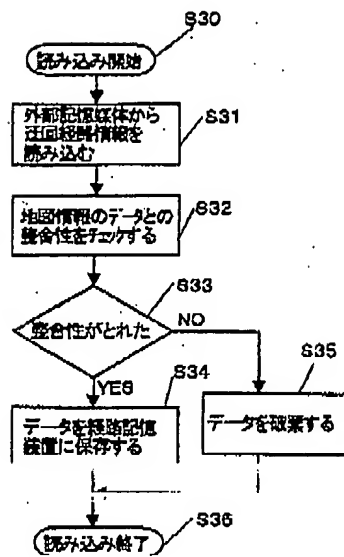 S30
読み込み開始
S31
外部記憶媒体から
迂回経路情報を
読み込む
S32
地図情報のデータとの
整合性をチェックする
S33
整合性がとれた
NO
YES
S34
S35
データを経路記憶
装置に保存する
データを破棄する
S36
読み込み終了